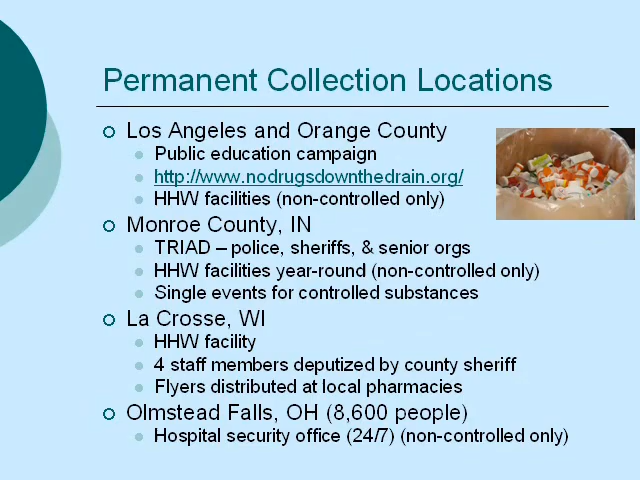 Permanent Collection Locations
Los Angeles and Orange County
Public education campaign
http://www.nodrugsdownthedrain.org/
HHW facilities (non-controlled only)
Monroe County, IN
TRIAD – police, sheriffs, & senior orgs
HHW facilities year-round (non-controlled only)
Single events for controlled substances
La Crosse, WI
HHW facility
4 staff members deputized by county sheriff
Flyers distributed at local pharmacies
Olmstead Falls, OH (8,600 people)
Hospital security office (24/7) (non-controlled only)